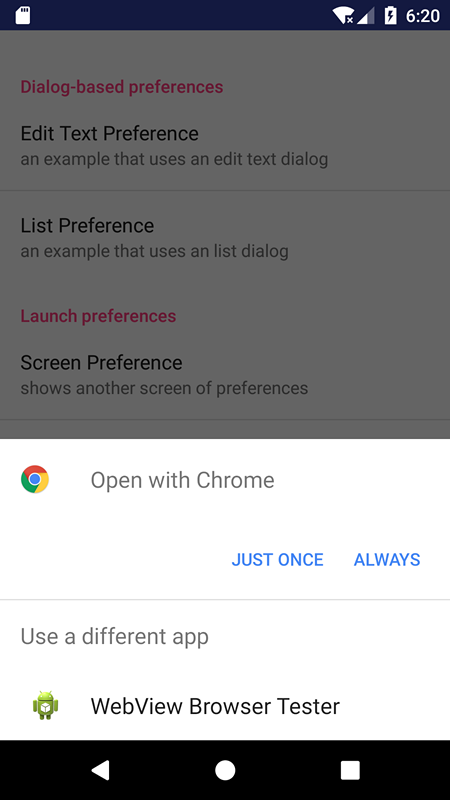 6:20
Dialog-based preferences
Edit Text Preference
an example that uses an edit text dialog
List Preference
an example that uses an list dialog
Launch preferences
Screen Preference
shows another screen of preferences
Open with Chrome
JUST ONCE ALWAYS
Use a different app
WebView Browser Tester